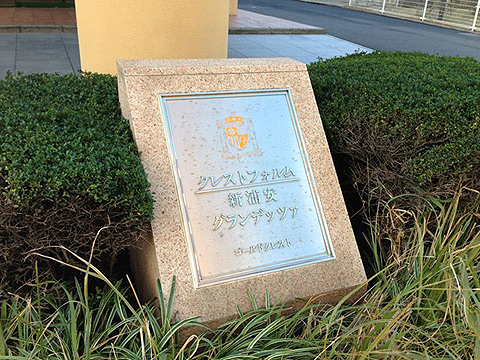 クレストフォルム
新浦安
グランデッツァ
ゴールドクレスト